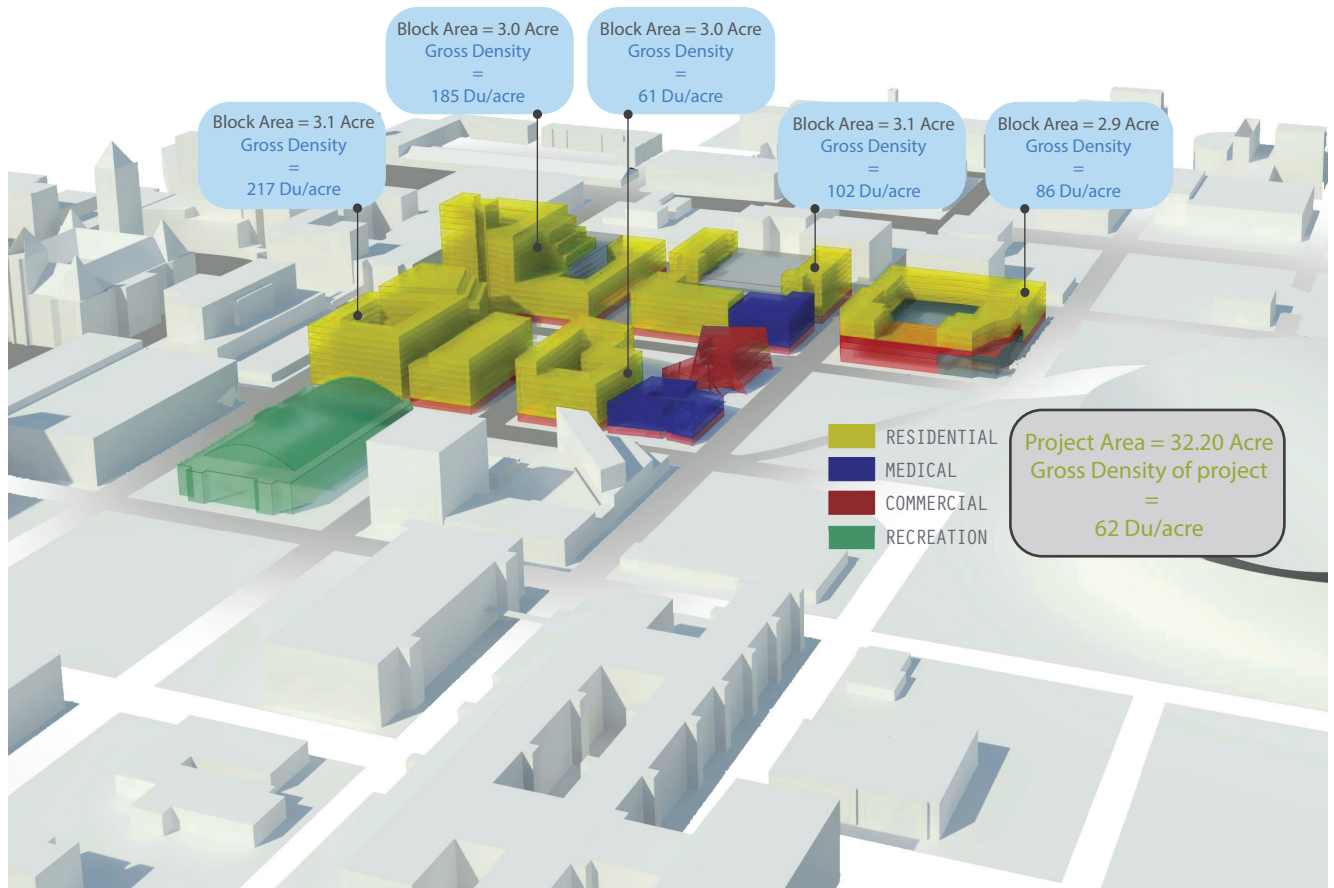 Block Area = 3.0 Acre
Gross Density
=
185 Du/acre
Block Area = 3.0 Acre
Gross Density
=
61 Du/acre
Block Area = 3.1 Acre
Gross Density
=
217 Du/acre
Block Area = 3.1 Acre
Gross Density
=
102 Du/acre
Block Area = 2.9 Acre
Gross Density
=
86 Du/acre
RESIDENTIAL
MEDICAL
COMMERCIAL
RECREATION
Project Area = 32.20 Acre
Gross Density of project
=
62 Du/acre